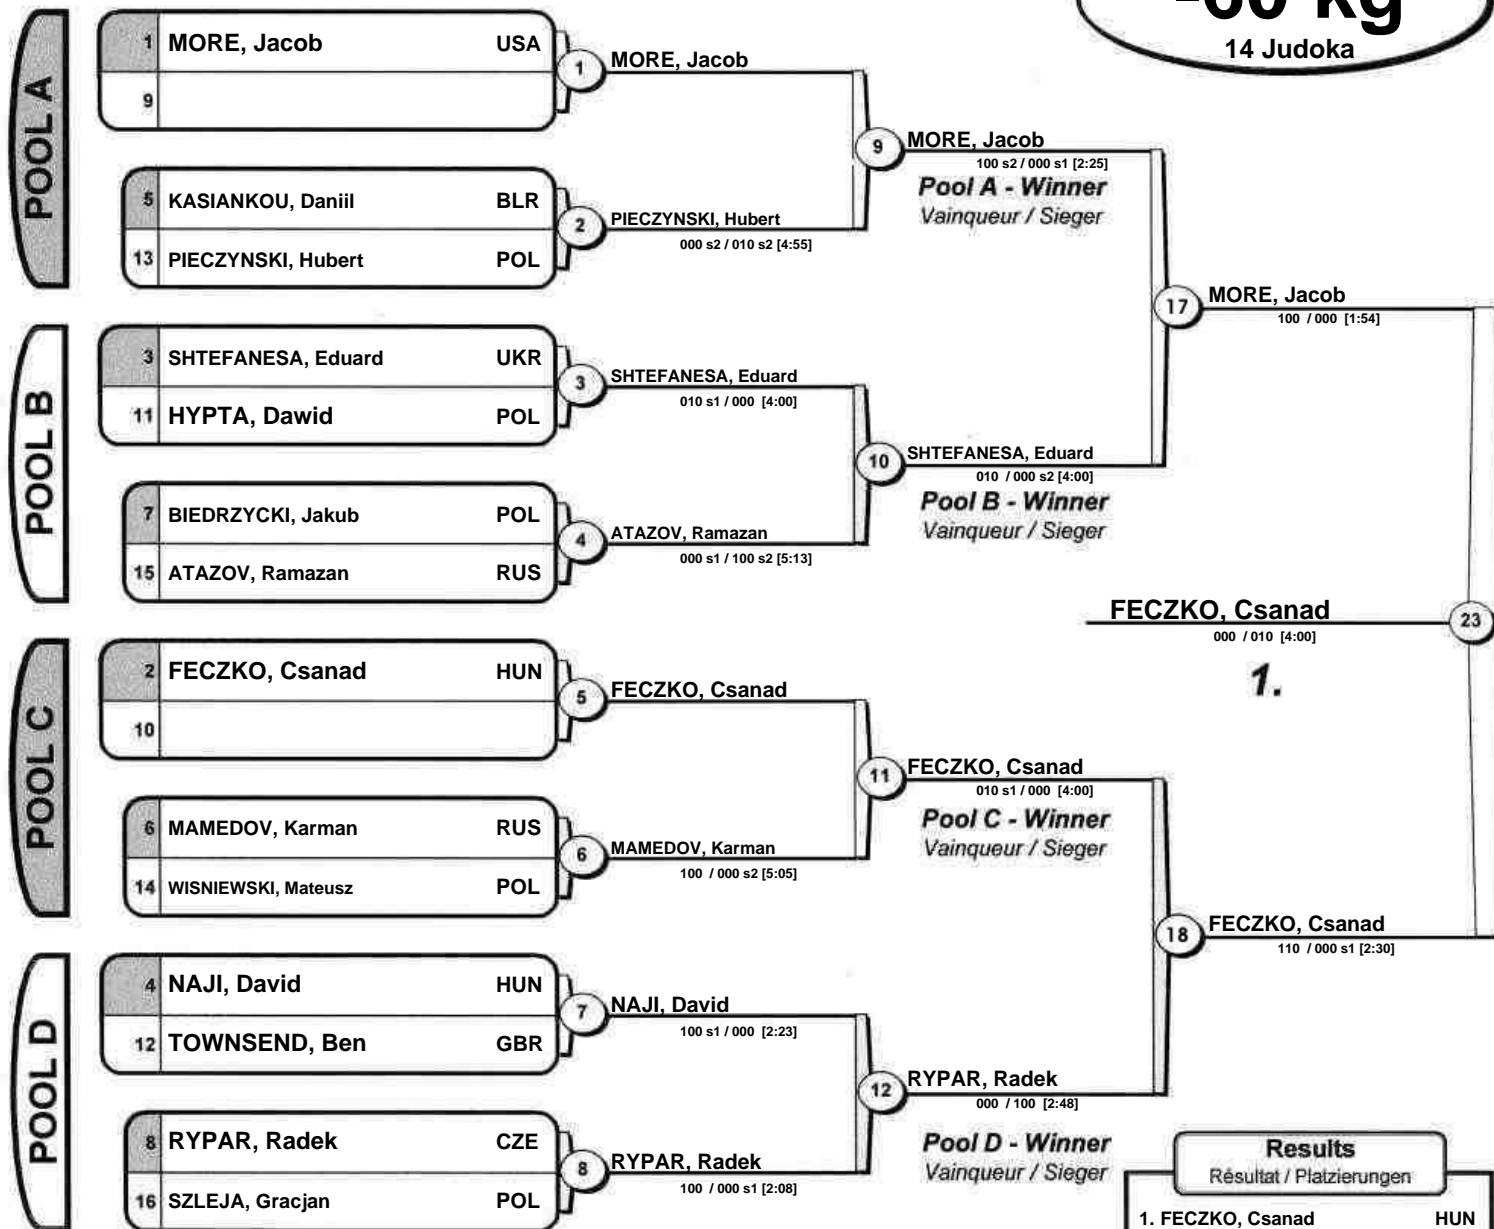 -60 kg
14 Judoka
POOL A
1 MORE, Jacob USA
9
1 MORE, Jacob
5 KASIANKOU, Daniil BLR
13 PIECZYNSKI, Hubert POL
2 PIECZYNSKI, Hubert
000 s2 / 010 s2 [4:55]
9 MORE, Jacob
100 s2 / 000 s1 [2:25]
Pool A - Winner
Vainqueur / Sieger
POOL B
3 SHTEFANESA, Eduard UKR
11 HYPTA, Dawid POL
3 SHTEFANESA, Eduard
010 s1 / 000 [4:00]
7 BIEDRZYCKI, Jakub POL
15 ATAZOV, Ramazan RUS
4 ATAZOV, Ramazan
000 s1 / 100 s2 [5:13]
10 SHTEFANESA, Eduard
010 / 000 s2 [4:00]
Pool B - Winner
Vainqueur / Sieger
17 MORE, Jacob
100 / 000 [1:54]
FECZKO, Csanad 23
000 / 010 [4:00]
1.
POOL C
2 FECZKO, Csanad HUN
10
5 FECZKO, Csanad
6 MAMEDOV, Karman RUS
14 WISNIEWSKI, Mateusz POL
6 MAMEDOV, Karman
100 / 000 s2 [5:05]
11 FECZKO, Csanad
010 s1 / 000 [4:00]
Pool C - Winner
Vainqueur / Sieger
18 FECZKO, Csanad
110 / 000 s1 [2:30]
POOL D
4 NAJI, David HUN
12 TOWNSEND, Ben GBR
7 NAJI, David
100 s1 / 000 [2:23]
8 RYPAR, Radek CZE
16 SZLEJA, Gracjan POL
8 RYPAR, Radek
100 / 000 s1 [2:08]
12 RYPAR, Radek
000 / 100 [2:48]
Pool D - Winner
Vainqueur / Sieger
Results
Résultat / Platzierungen
1. FECZKO, Csanad HUN